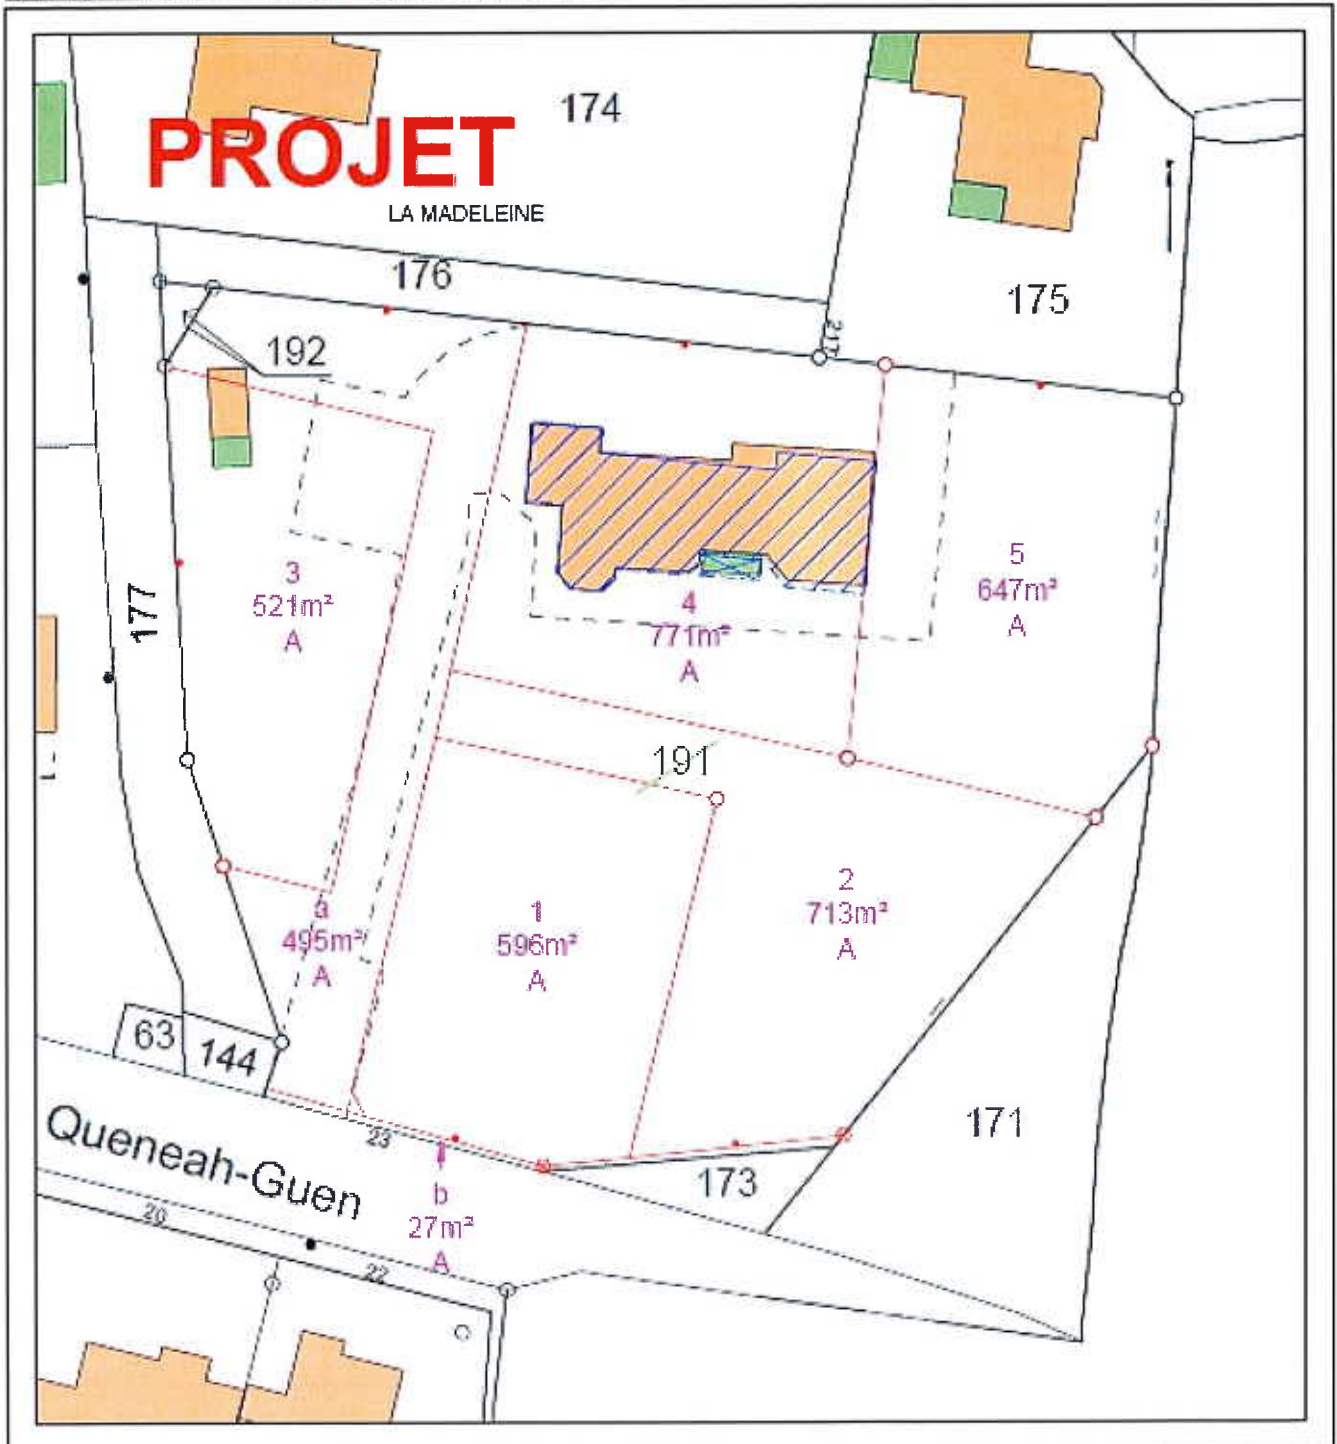 174
PROJET
LA MADELEINE
176
175
217
192
177
3
521m²
A
5
647m²
A
4
771m²
A
191
2
713m²
A
1
596m²
A
a
495m²
A
63
144
171
Queneah-Guen
23
173
b
27m²
A
20
22